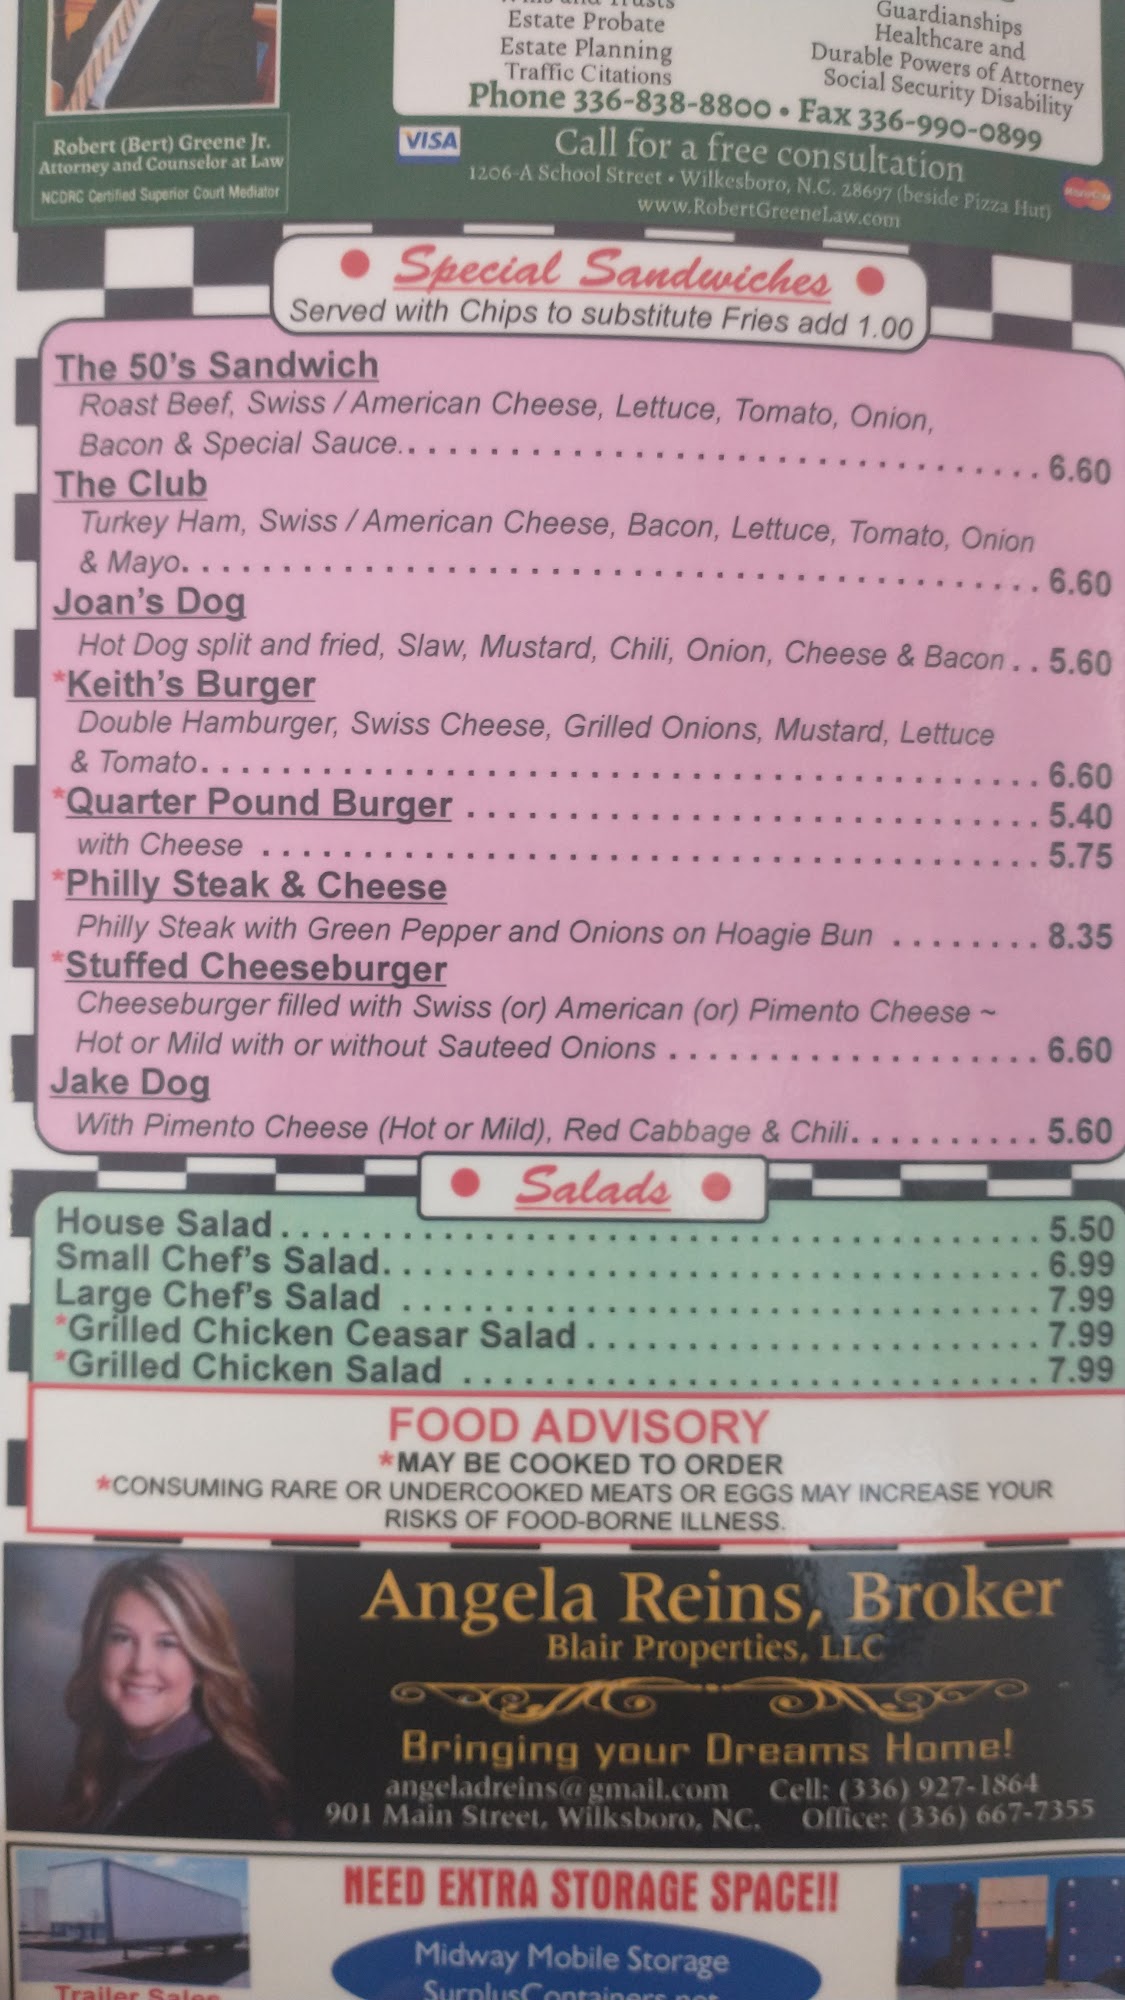 Estate Probate
Estate Planning
Traffic Citations
Guardianships
Healthcare and
Durable Powers of Attorney
Social Security Disability
Phone 336-838-8800 • Fax 336-990-0899
Robert (Bert) Greene Jr.
Attorney and Counselor at Law
NCDRC Certified Superior Court Mediator
VISA
Call for a free consultation
1206-A School Street • Wilkesboro, N.C. 28697 (beside Pizza Hut)
www.RobertGreeneLaw.com
MasterCard
• Special Sandwiches •
Served with Chips to substitute Fries add 1.00
The 50's Sandwich
Roast Beef, Swiss / American Cheese, Lettuce, Tomato, Onion,
Bacon & Special Sauce. 6.60
The Club
Turkey Ham, Swiss / American Cheese, Bacon, Lettuce, Tomato, Onion
& Mayo. 6.60
Joan's Dog
Hot Dog split and fried, Slaw, Mustard, Chili, Onion, Cheese & Bacon . . 5.60
*Keith's Burger
Double Hamburger, Swiss Cheese, Grilled Onions, Mustard, Lettuce
& Tomato. 6.60
*Quarter Pound Burger 5.40
with Cheese 5.75
*Philly Steak & Cheese
Philly Steak with Green Pepper and Onions on Hoagie Bun 8.35
*Stuffed Cheeseburger
Cheeseburger filled with Swiss (or) American (or) Pimento Cheese ~
Hot or Mild with or without Sauteed Onions 6.60
Jake Dog
With Pimento Cheese (Hot or Mild), Red Cabbage & Chili. 5.60
• Salads •
House Salad 5.50
Small Chef's Salad. 6.99
Large Chef's Salad 7.99
*Grilled Chicken Ceasar Salad 7.99
*Grilled Chicken Salad 7.99
FOOD ADVISORY
*MAY BE COOKED TO ORDER
*CONSUMING RARE OR UNDERCOOKED MEATS OR EGGS MAY INCREASE YOUR
RISKS OF FOOD-BORNE ILLNESS.
Angela Reins, Broker
Blair Properties, LLC
Bringing your Dreams Home!
angeladreins@gmail.com Cell: (336) 927-1864
901 Main Street, Wilksboro, NC. Office: (336) 667-7355
NEED EXTRA STORAGE SPACE!!
Midway Mobile Storage
SurplusContainers.net
Trailer Sales